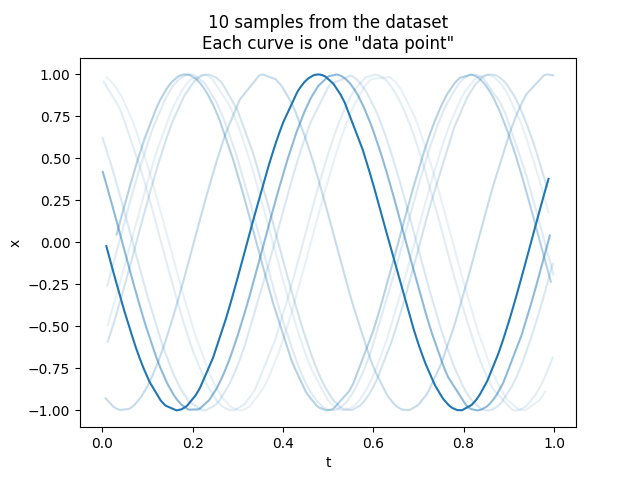 10 samples from the dataset
Each curve is one "data point"
1.00
0.75
0.50
0.25
0.00
−0.25
−0.50
−0.75
−1.00
x
0.0 0.2 0.4 0.6 0.8 1.0
t